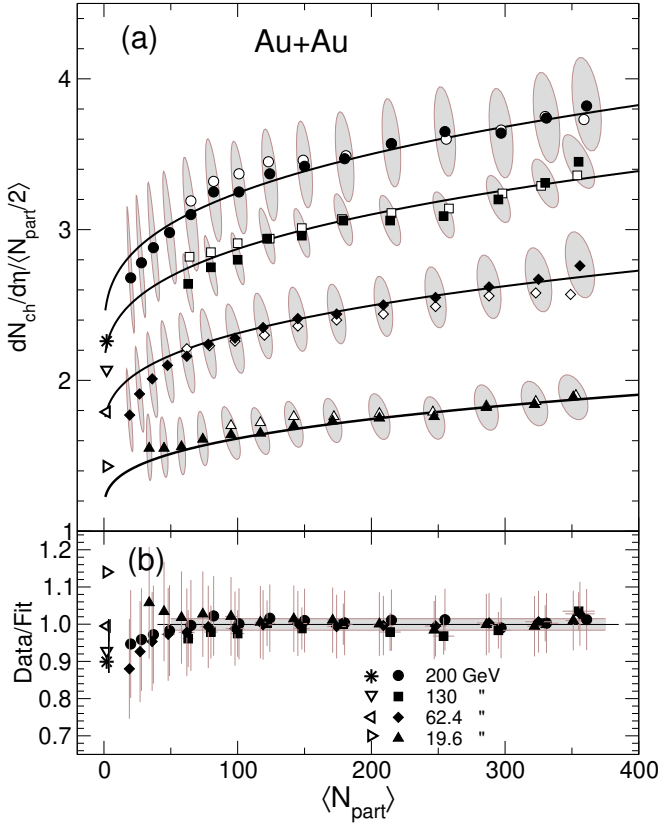 (a) Au+Au
4
3
2
1
dN_ch/dη/⟨N_part/2⟩
(b)
1.2
1.1
1.0
0.9
0.8
0.7
Data/Fit
200 GeV
130 "
62.4 "
19.6 "
0 100 200 300 400
⟨N_part⟩